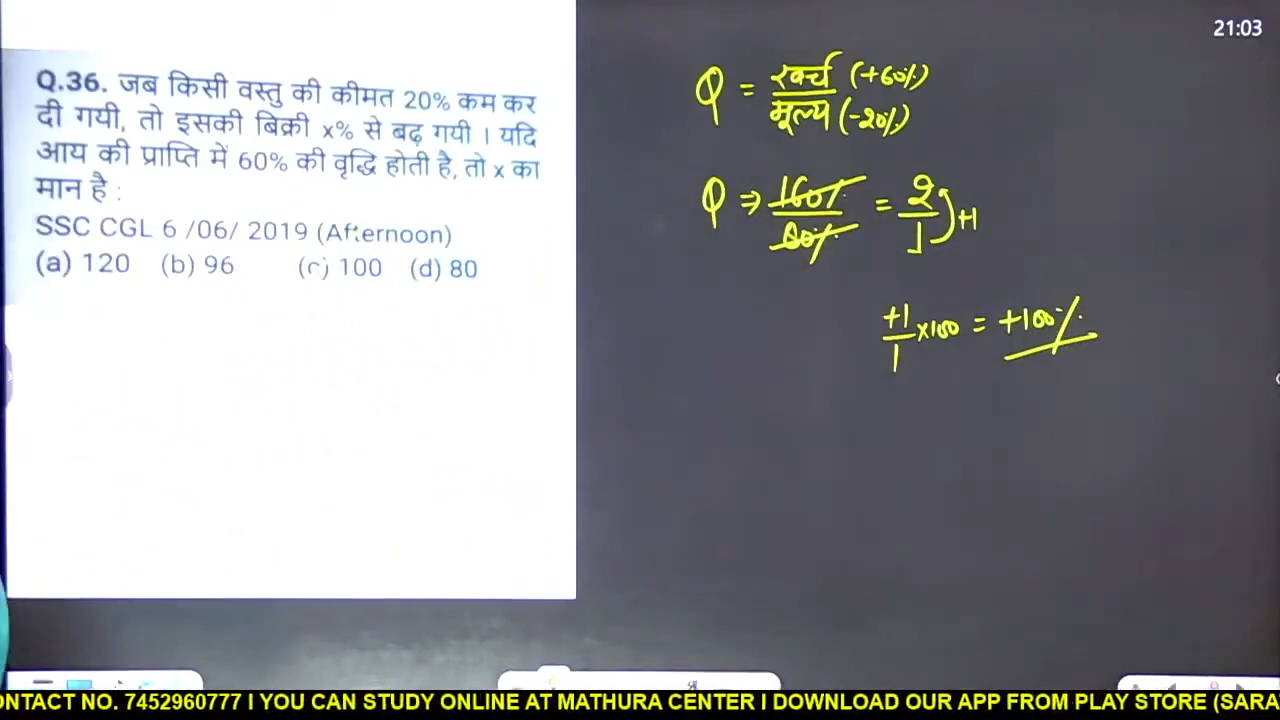 21:03
Q.36. जब किसी वस्तु की कीमत 20% कम कर
दी गयी, तो इसकी बिक्री x% से बढ़ गयी । यदि
आय की प्राप्ति में 60% की वृद्धि होती है, तो x का
मान है :
SSC CGL 6 /06/ 2019 (Afternoon)
(a) 120 (b) 96 (c) 100 (d) 80
Q = खर्च (+60%) / मूल्य (-20%)
Q ⇒ 160% / 80% = 2/1 +1
+1/1 ×100 = +100%
ONTACT NO. 7452960777 I YOU CAN STUDY ONLINE AT MATHURA CENTER I DOWNLOAD OUR APP FROM PLAY STORE (SARA